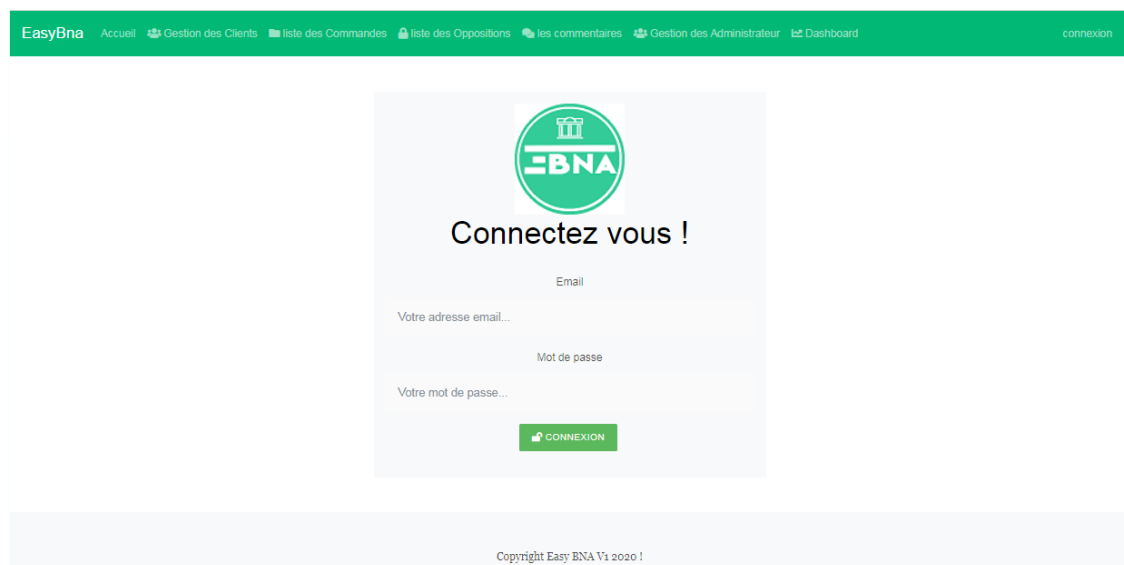 EasyBna Accueil Gestion des Clients liste des Commandes liste des Oppositions les commentaires Gestion des Administrateur Dashboard connexion
EBNA
Connectez vous !
Email
Votre adresse email...
Mot de passe
Votre mot de passe...
CONNEXION
Copyright Easy BNA V1 2020 !